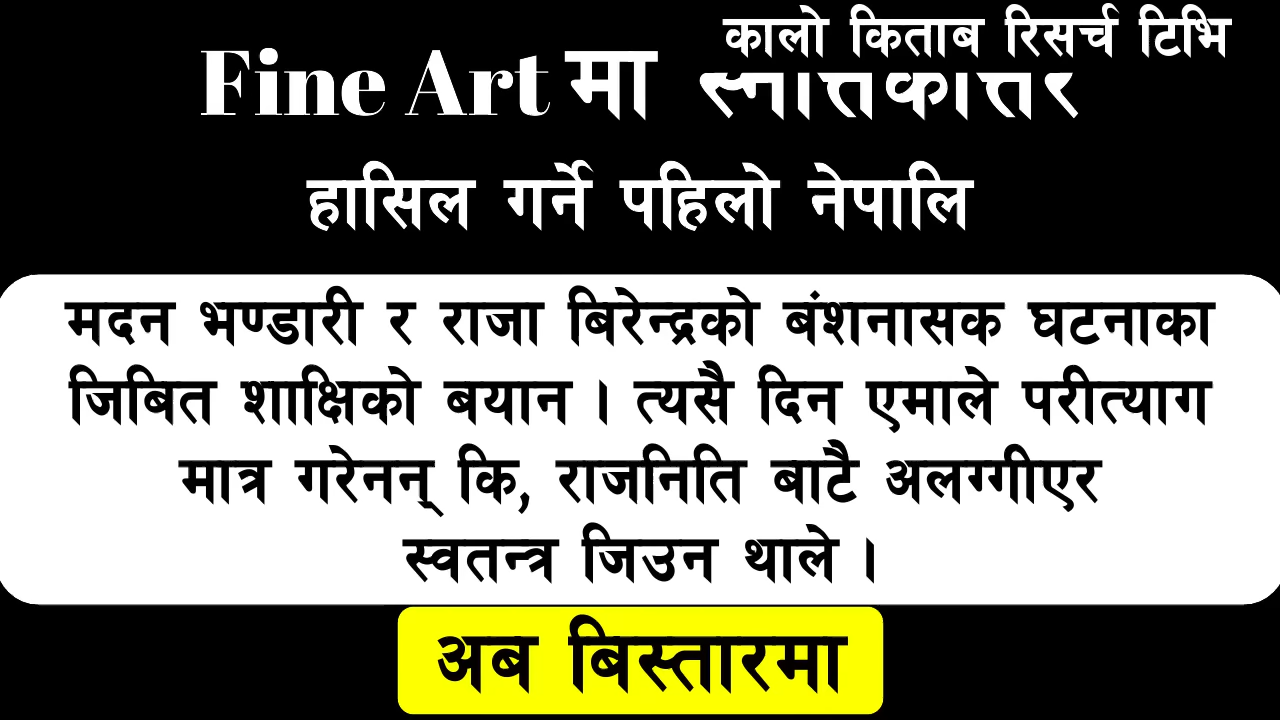 कालो किताब रिसर्च टिभि
Fine Art मा स्नातकोत्तर
हासिल गर्ने पहिलो नेपालि
मदन भण्डारी र राजा बिरेन्द्रको बंशनासक घटनाका
जिबित शाक्षिको बयान । त्यसै दिन एमाले परीत्याग
मात्र गरेनन् कि, राजनिति बाटै अलग्गीएर
स्वतन्त्र जिउन थाले ।
अब बिस्तारमा